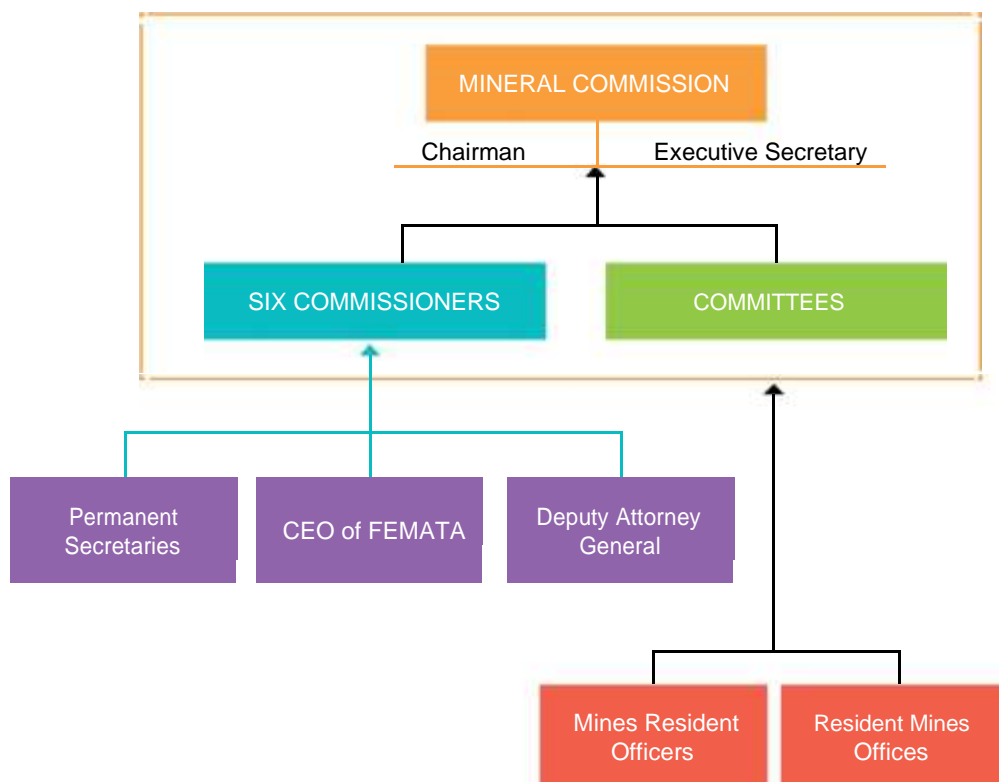 MINERAL COMMISSION
Chairman
Executive Secretary
SIX COMMISSIONERS
COMMITTEES
Permanent
Secretaries
CEO of FEMATA
Deputy Attorney
General
Mines Resident
Officers
Resident Mines
Offices